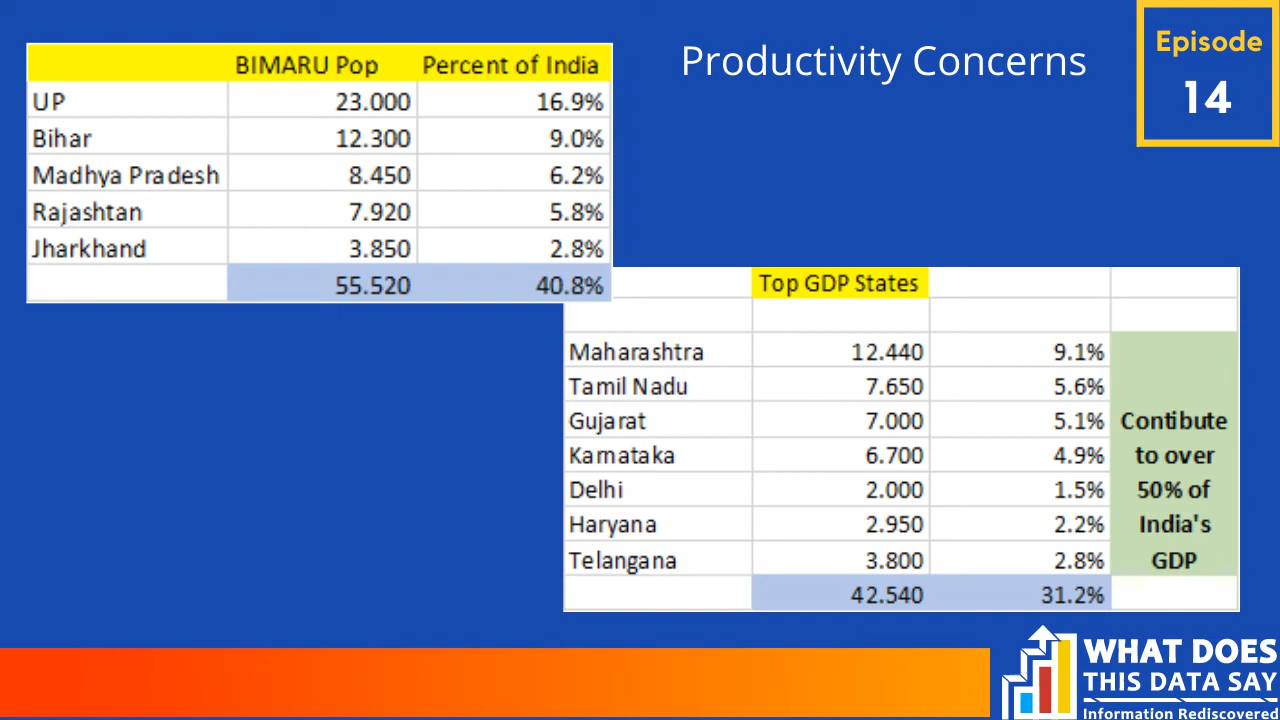 Episode
14
Productivity Concerns
BIMARU Pop Percent of India
UP 23.000 16.9%
Bihar 12.300 9.0%
Madhya Pradesh 8.450 6.2%
Rajashtan 7.920 5.8%
Jharkhand 3.850 2.8%
55.520 40.8%
Top GDP States
Maharashtra 12.440 9.1%
Tamil Nadu 7.650 5.6%
Gujarat 7.000 5.1% Contibute
Karnataka 6.700 4.9% to over
Delhi 2.000 1.5% 50% of
Haryana 2.950 2.2% India's
Telangana 3.800 2.8% GDP
42.540 31.2%
WHAT DOES
THIS DATA SAY
Information Rediscovered